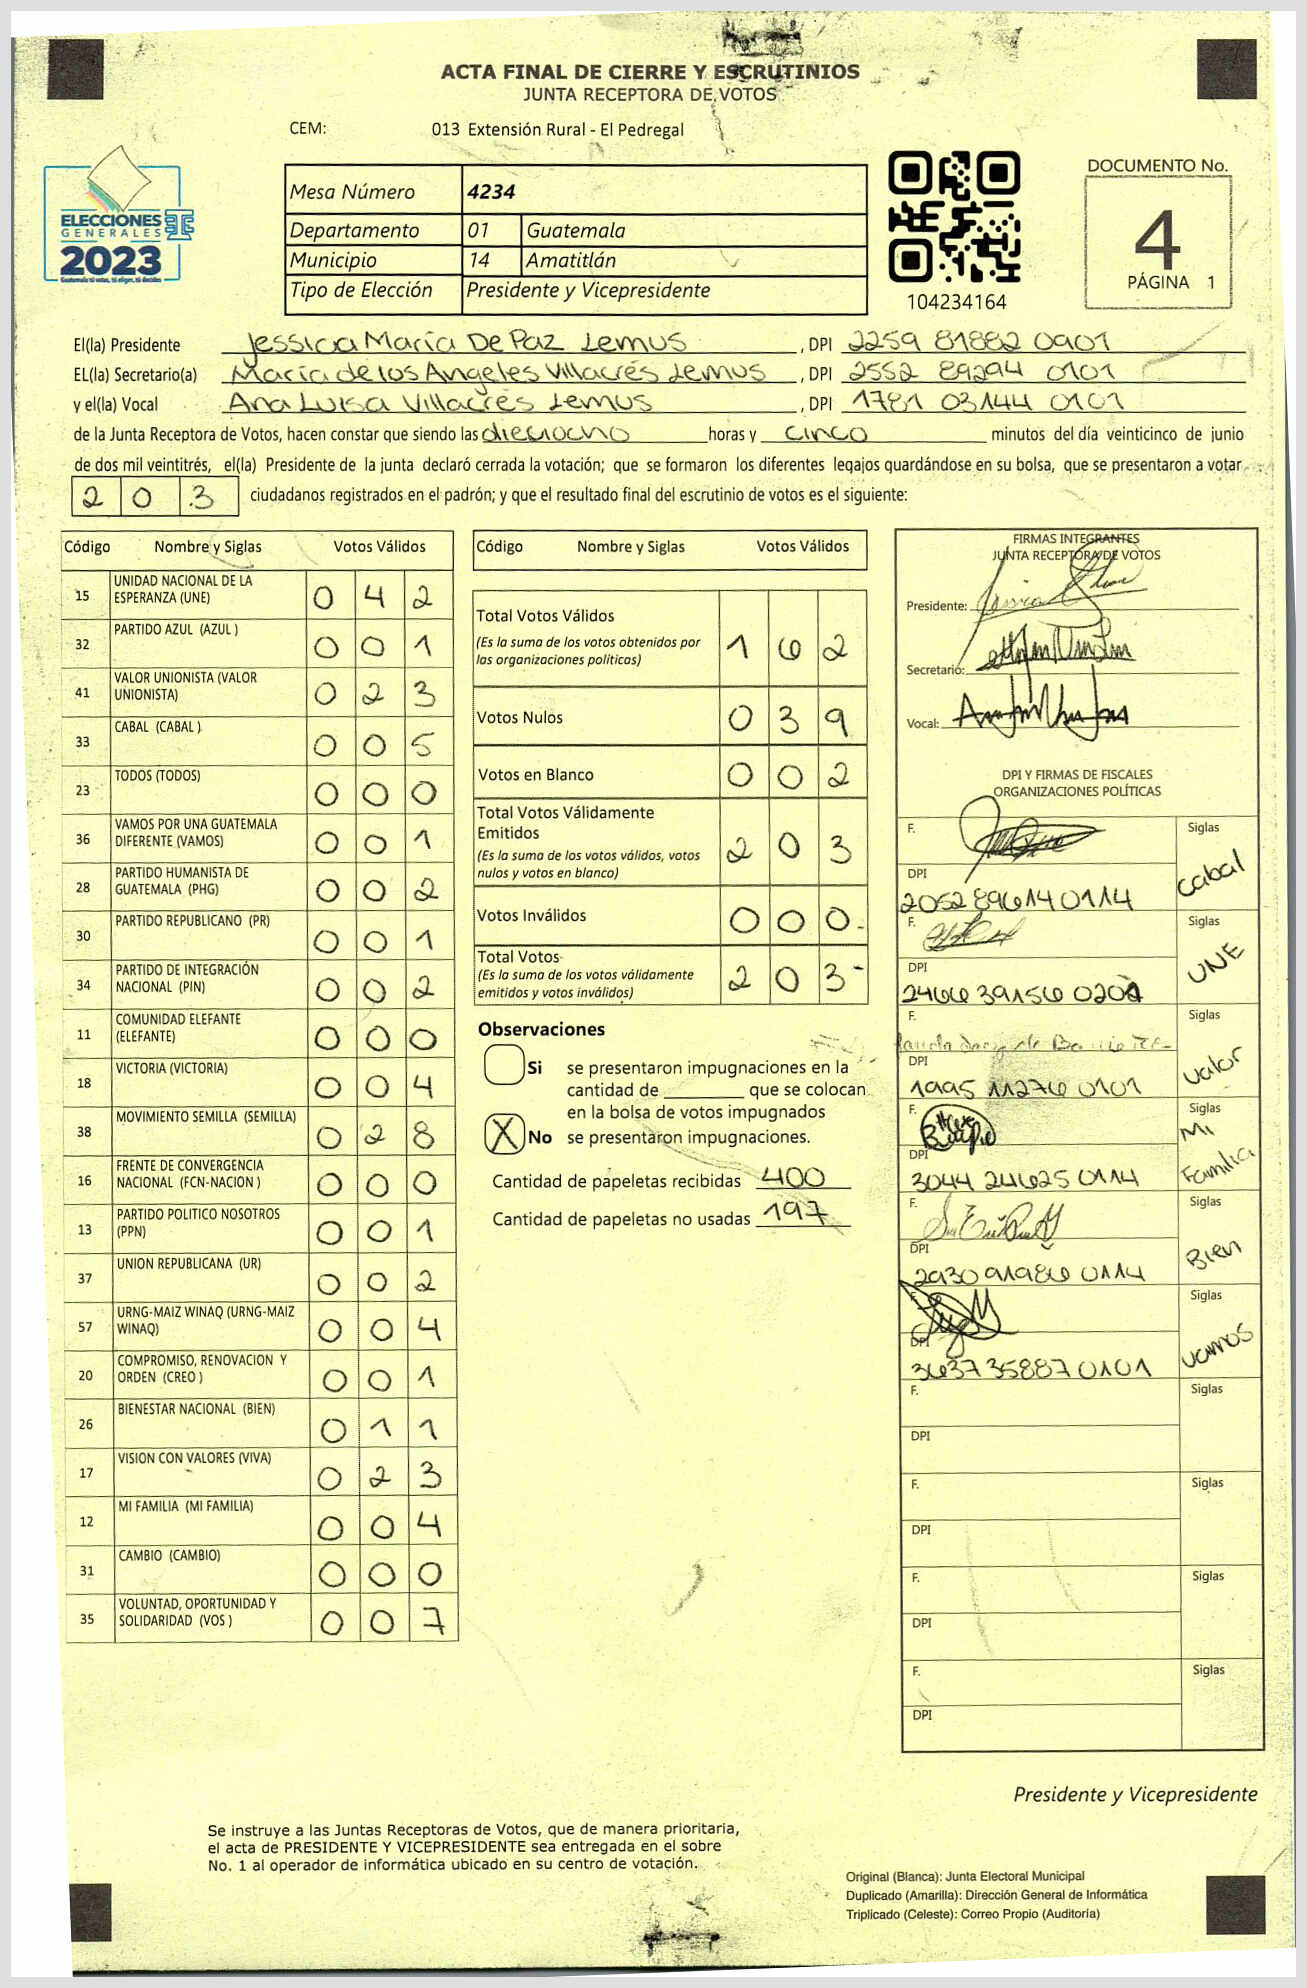 ACTA FINAL DE CIERRE Y ESCRUTINIOS
JUNTA RECEPTORA DE VOTOS
CEM: 013 Extensión Rural - El Pedregal
ELECCIONES
GENERALES
2023
Guatemala tú votas, tú eliges, tú decides
Mesa Número 4234
Departamento 01 Guatemala
Municipio 14 Amatitlán
Tipo de Elección Presidente y Vicepresidente
104234164
DOCUMENTO No.
4
PÁGINA 1
El(la) Presidente Jessica María De Paz Lemus, DPI 2259 81882 0901
EL(la) Secretario(a) María de los Angeles Villacrés Lemus, DPI 2552 89294 0101
y el(la) Vocal Ana Luisa Villacrés Lemus, DPI 1781 03144 0101
de la Junta Receptora de Votos, hacen constar que siendo las dieciocho horas y cinco minutos del día veinticinco de junio
de dos mil veintitrés, el(la) Presidente de la junta declaró cerrada la votación; que se formaron los diferentes legajos guardándose en su bolsa, que se presentaron a votar
2 0 3 ciudadanos registrados en el padrón; y que el resultado final del escrutinio de votos es el siguiente:
Código Nombre y Siglas Votos Válidos
15 UNIDAD NACIONAL DE LA ESPERANZA (UNE) 0 4 2
32 PARTIDO AZUL (AZUL ) 0 0 1
41 VALOR UNIONISTA (VALOR UNIONISTA) 0 2 3
33 CABAL (CABAL ) 0 0 5
23 TODOS (TODOS) 0 0 0
36 VAMOS POR UNA GUATEMALA DIFERENTE (VAMOS) 0 0 1
28 PARTIDO HUMANISTA DE GUATEMALA (PHG) 0 0 2
30 PARTIDO REPUBLICANO (PR) 0 0 1
34 PARTIDO DE INTEGRACIÓN NACIONAL (PIN) 0 0 2
11 COMUNIDAD ELEFANTE (ELEFANTE) 0 0 0
18 VICTORIA (VICTORIA) 0 0 4
38 MOVIMIENTO SEMILLA (SEMILLA) 0 2 8
16 FRENTE DE CONVERGENCIA NACIONAL (FCN-NACION ) 0 0 0
13 PARTIDO POLITICO NOSOTROS (PPN) 0 0 1
37 UNION REPUBLICANA (UR) 0 0 2
57 URNG-MAIZ WINAQ (URNG-MAIZ WINAQ) 0 0 4
20 COMPROMISO, RENOVACION Y ORDEN (CREO ) 0 0 1
26 BIENESTAR NACIONAL (BIEN) 0 1 1
17 VISION CON VALORES (VIVA) 0 2 3
12 MI FAMILIA (MI FAMILIA) 0 0 4
31 CAMBIO (CAMBIO) 0 0 0
35 VOLUNTAD, OPORTUNIDAD Y SOLIDARIDAD (VOS ) 0 0 7
Código Nombre y Siglas Votos Válidos
Total Votos Válidos 1 6 2
(Es la suma de los votos obtenidos por
las organizaciones políticas)
Votos Nulos 0 3 9
Votos en Blanco 0 0 2
Total Votos Válidamente
Emitidos 2 0 3
(Es la suma de los votos válidos, votos
nulos y votos en blanco)
Votos Inválidos 0 0 0
Total Votos 2 0 3
(Es la suma de los votos válidamente
emitidos y votos inválidos)
Observaciones
Si se presentaron impugnaciones en la
cantidad de ________ que se colocan
en la bolsa de votos impugnados
X No se presentaron impugnaciones.
Cantidad de papeletas recibidas 400
Cantidad de papeletas no usadas 197
FIRMAS INTEGRANTES
JUNTA RECEPTORA DE VOTOS
Presidente:
Secretario:
Vocal:
DPI Y FIRMAS DE FISCALES
ORGANIZACIONES POLÍTICAS
F. Siglas
DPI Cabal
2052 89614 0114
F. Siglas
DPI UNE
2466 39156 0202
F. Siglas
DPI Valor
1995 11276 0101
F. Siglas
DPI Mi Familia
3044 24625 0114
F. Siglas
DPI Bien
2930 91986 0114
F. Siglas
DPI Vamos
3637 35887 0101
F. Siglas
DPI
F. Siglas
DPI
F. Siglas
DPI
F. Siglas
DPI
Presidente y Vicepresidente
Se instruye a las Juntas Receptoras de Votos, que de manera prioritaria,
el acta de PRESIDENTE Y VICEPRESIDENTE sea entregada en el sobre
No. 1 al operador de informática ubicado en su centro de votación.
Original (Blanca): Junta Electoral Municipal
Duplicado (Amarilla): Dirección General de Informática
Triplicado (Celeste): Correo Propio (Auditoría)